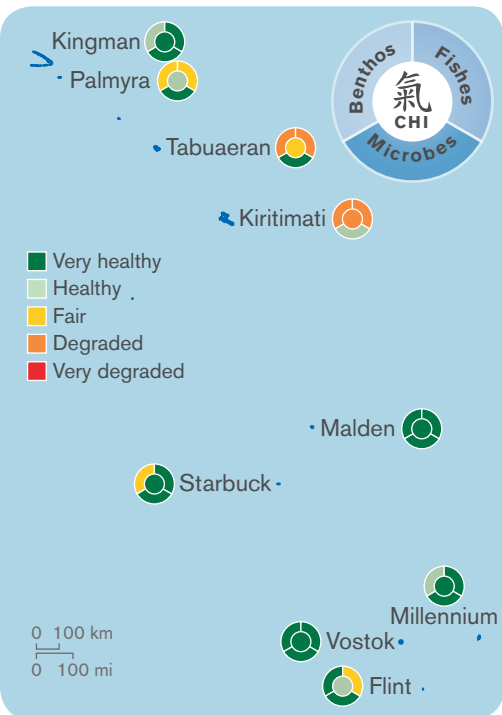 Kingman
Palmyra
Benthos
Fishes
氣
CHI
Microbes
Tabuaeran
Kiritimati
Very healthy
Healthy
Fair
Degraded
Very degraded
Malden
Starbuck
Millennium
0 100 km
0 100 mi
Vostok
Flint